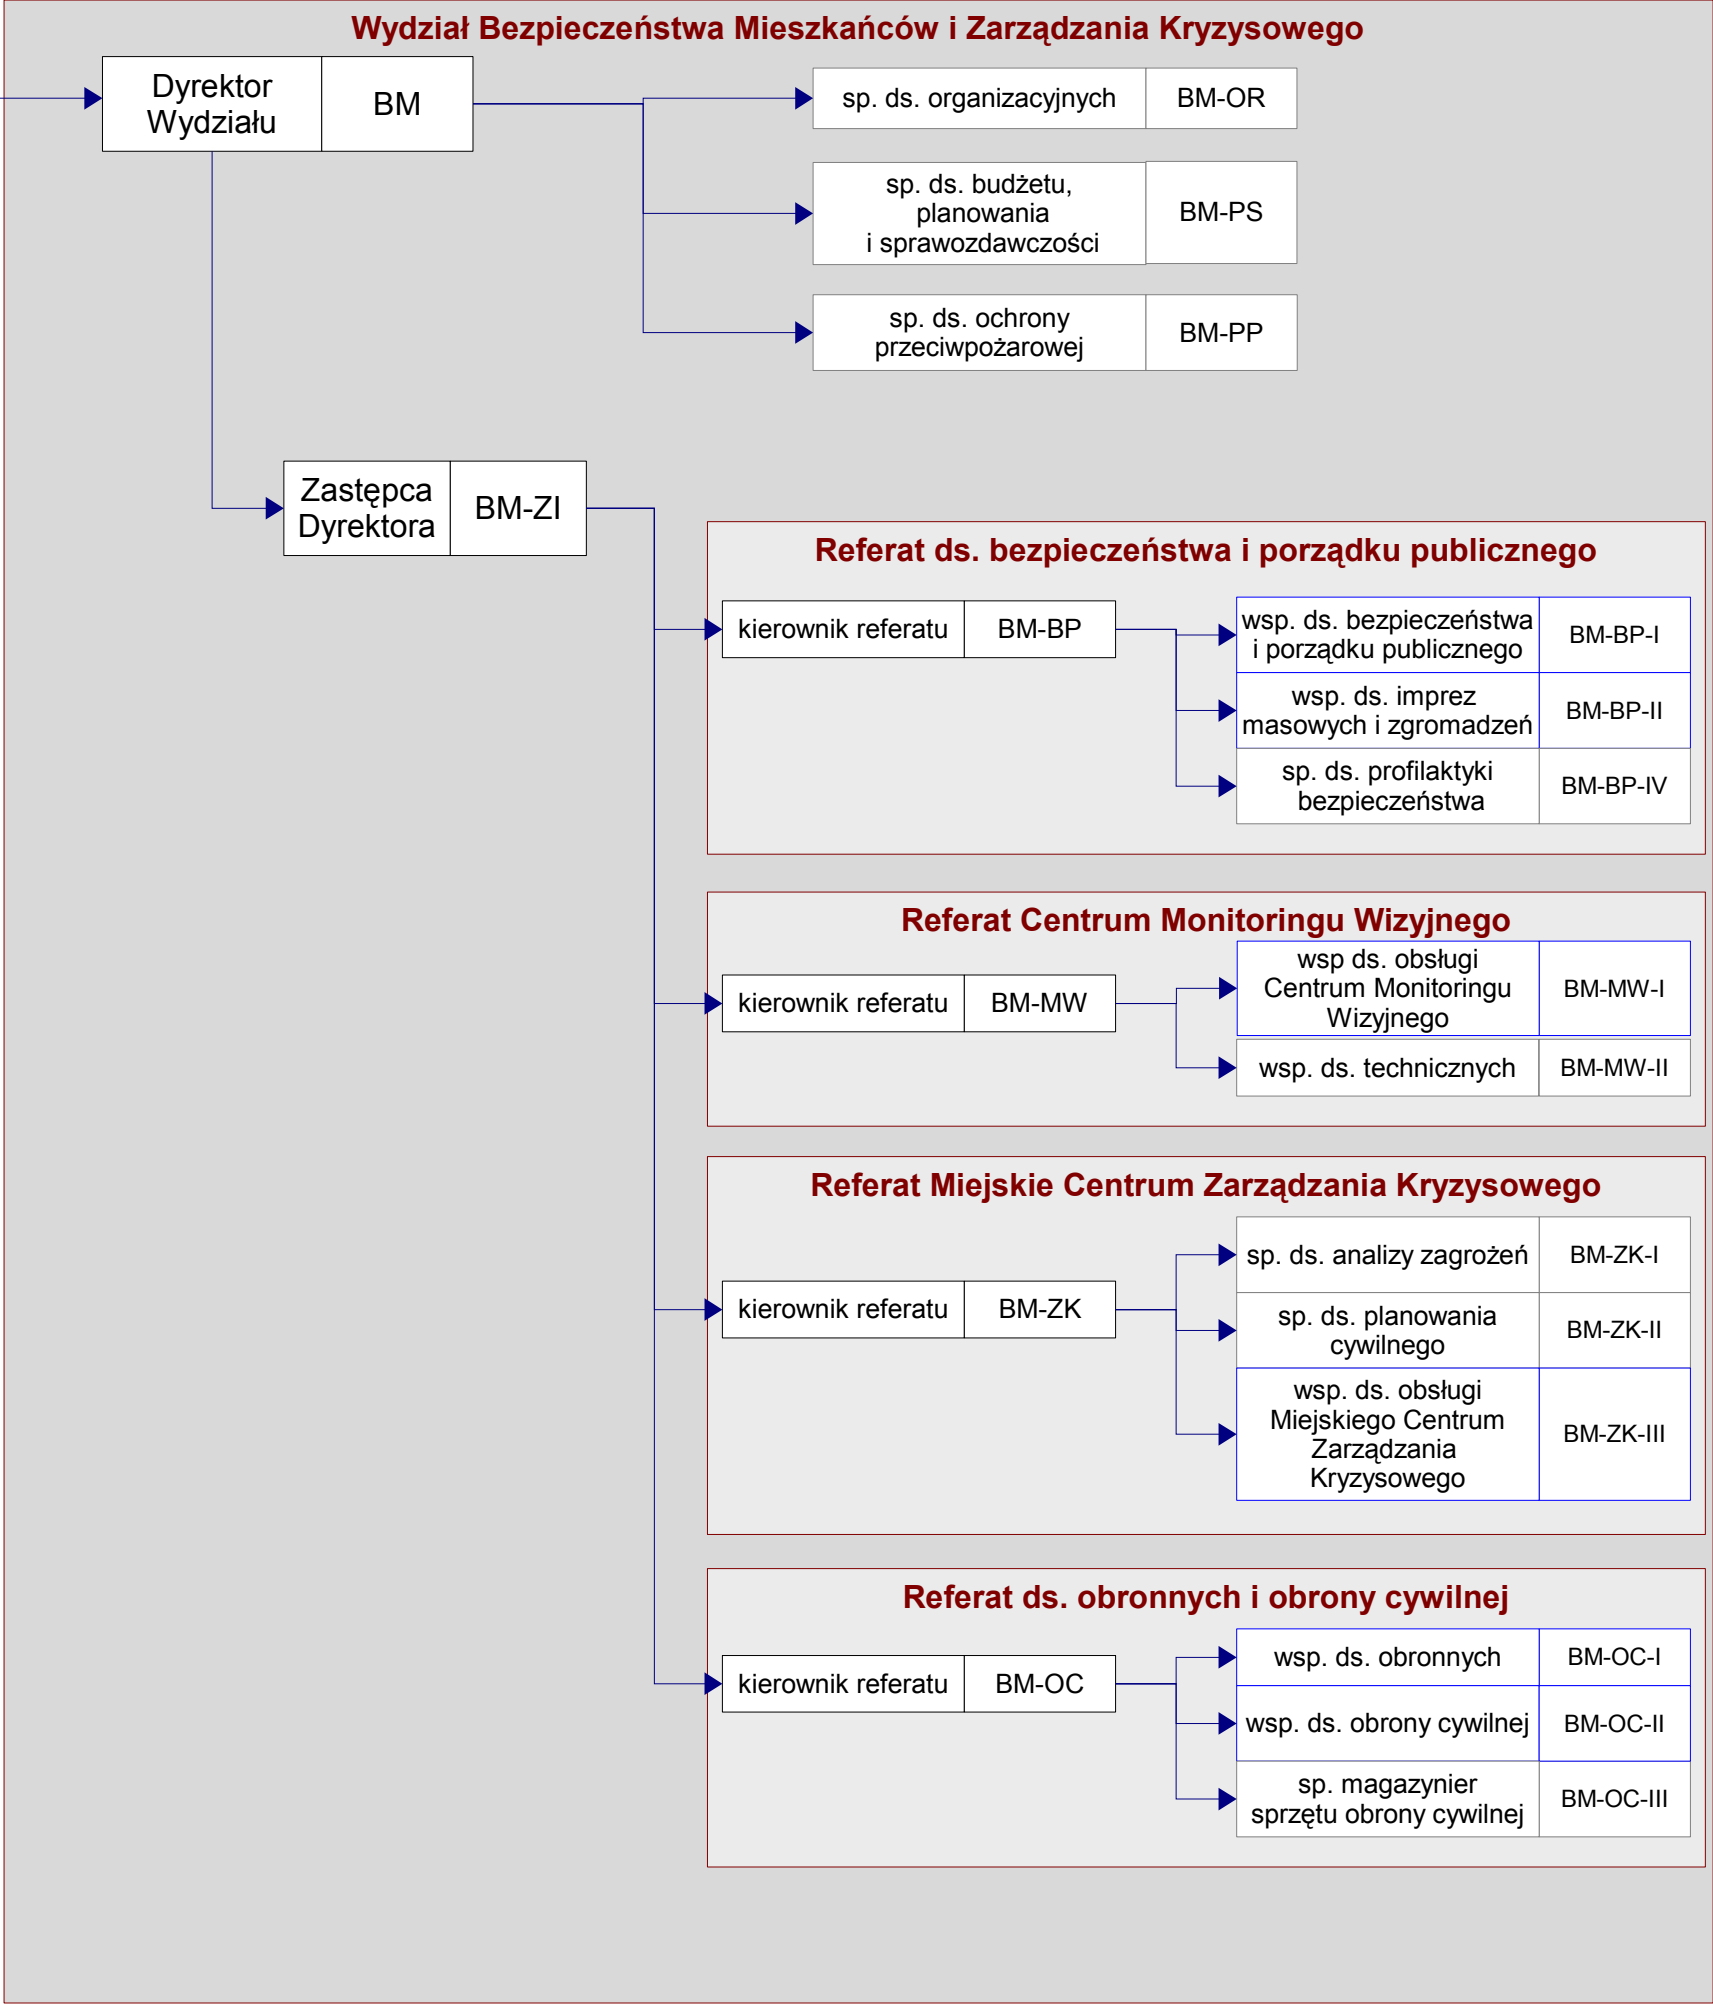 Wydział Bezpieczeństwa Mieszkańców i Zarządzania Kryzysowego
Dyrektor
Wydziału
BM
sp. ds. organizacyjnych
BM-OR
sp. ds. budżetu,
planowania
i sprawozdawczości
BM-PS
sp. ds. ochrony
przeciwpożarowej
BM-PP
Zastępca
Dyrektora
BM-ZI
Referat ds. bezpieczeństwa i porządku publicznego
kierownik referatu
BM-BP
wsp. ds. bezpieczeństwa
i porządku publicznego
BM-BP-I
wsp. ds. imprez
masowych i zgromadzeń
BM-BP-II
sp. ds. profilaktyki
bezpieczeństwa
BM-BP-IV
Referat Centrum Monitoringu Wizyjnego
kierownik referatu
BM-MW
wsp ds. obsługi
Centrum Monitoringu
Wizyjnego
BM-MW-I
wsp. ds. technicznych
BM-MW-II
Referat Miejskie Centrum Zarządzania Kryzysowego
kierownik referatu
BM-ZK
sp. ds. analizy zagrożeń
BM-ZK-I
sp. ds. planowania
cywilnego
BM-ZK-II
wsp. ds. obsługi
Miejskiego Centrum
Zarządzania
Kryzysowego
BM-ZK-III
Referat ds. obronnych i obrony cywilnej
kierownik referatu
BM-OC
wsp. ds. obronnych
BM-OC-I
wsp. ds. obrony cywilnej
BM-OC-II
sp. magazynier
sprzętu obrony cywilnej
BM-OC-III